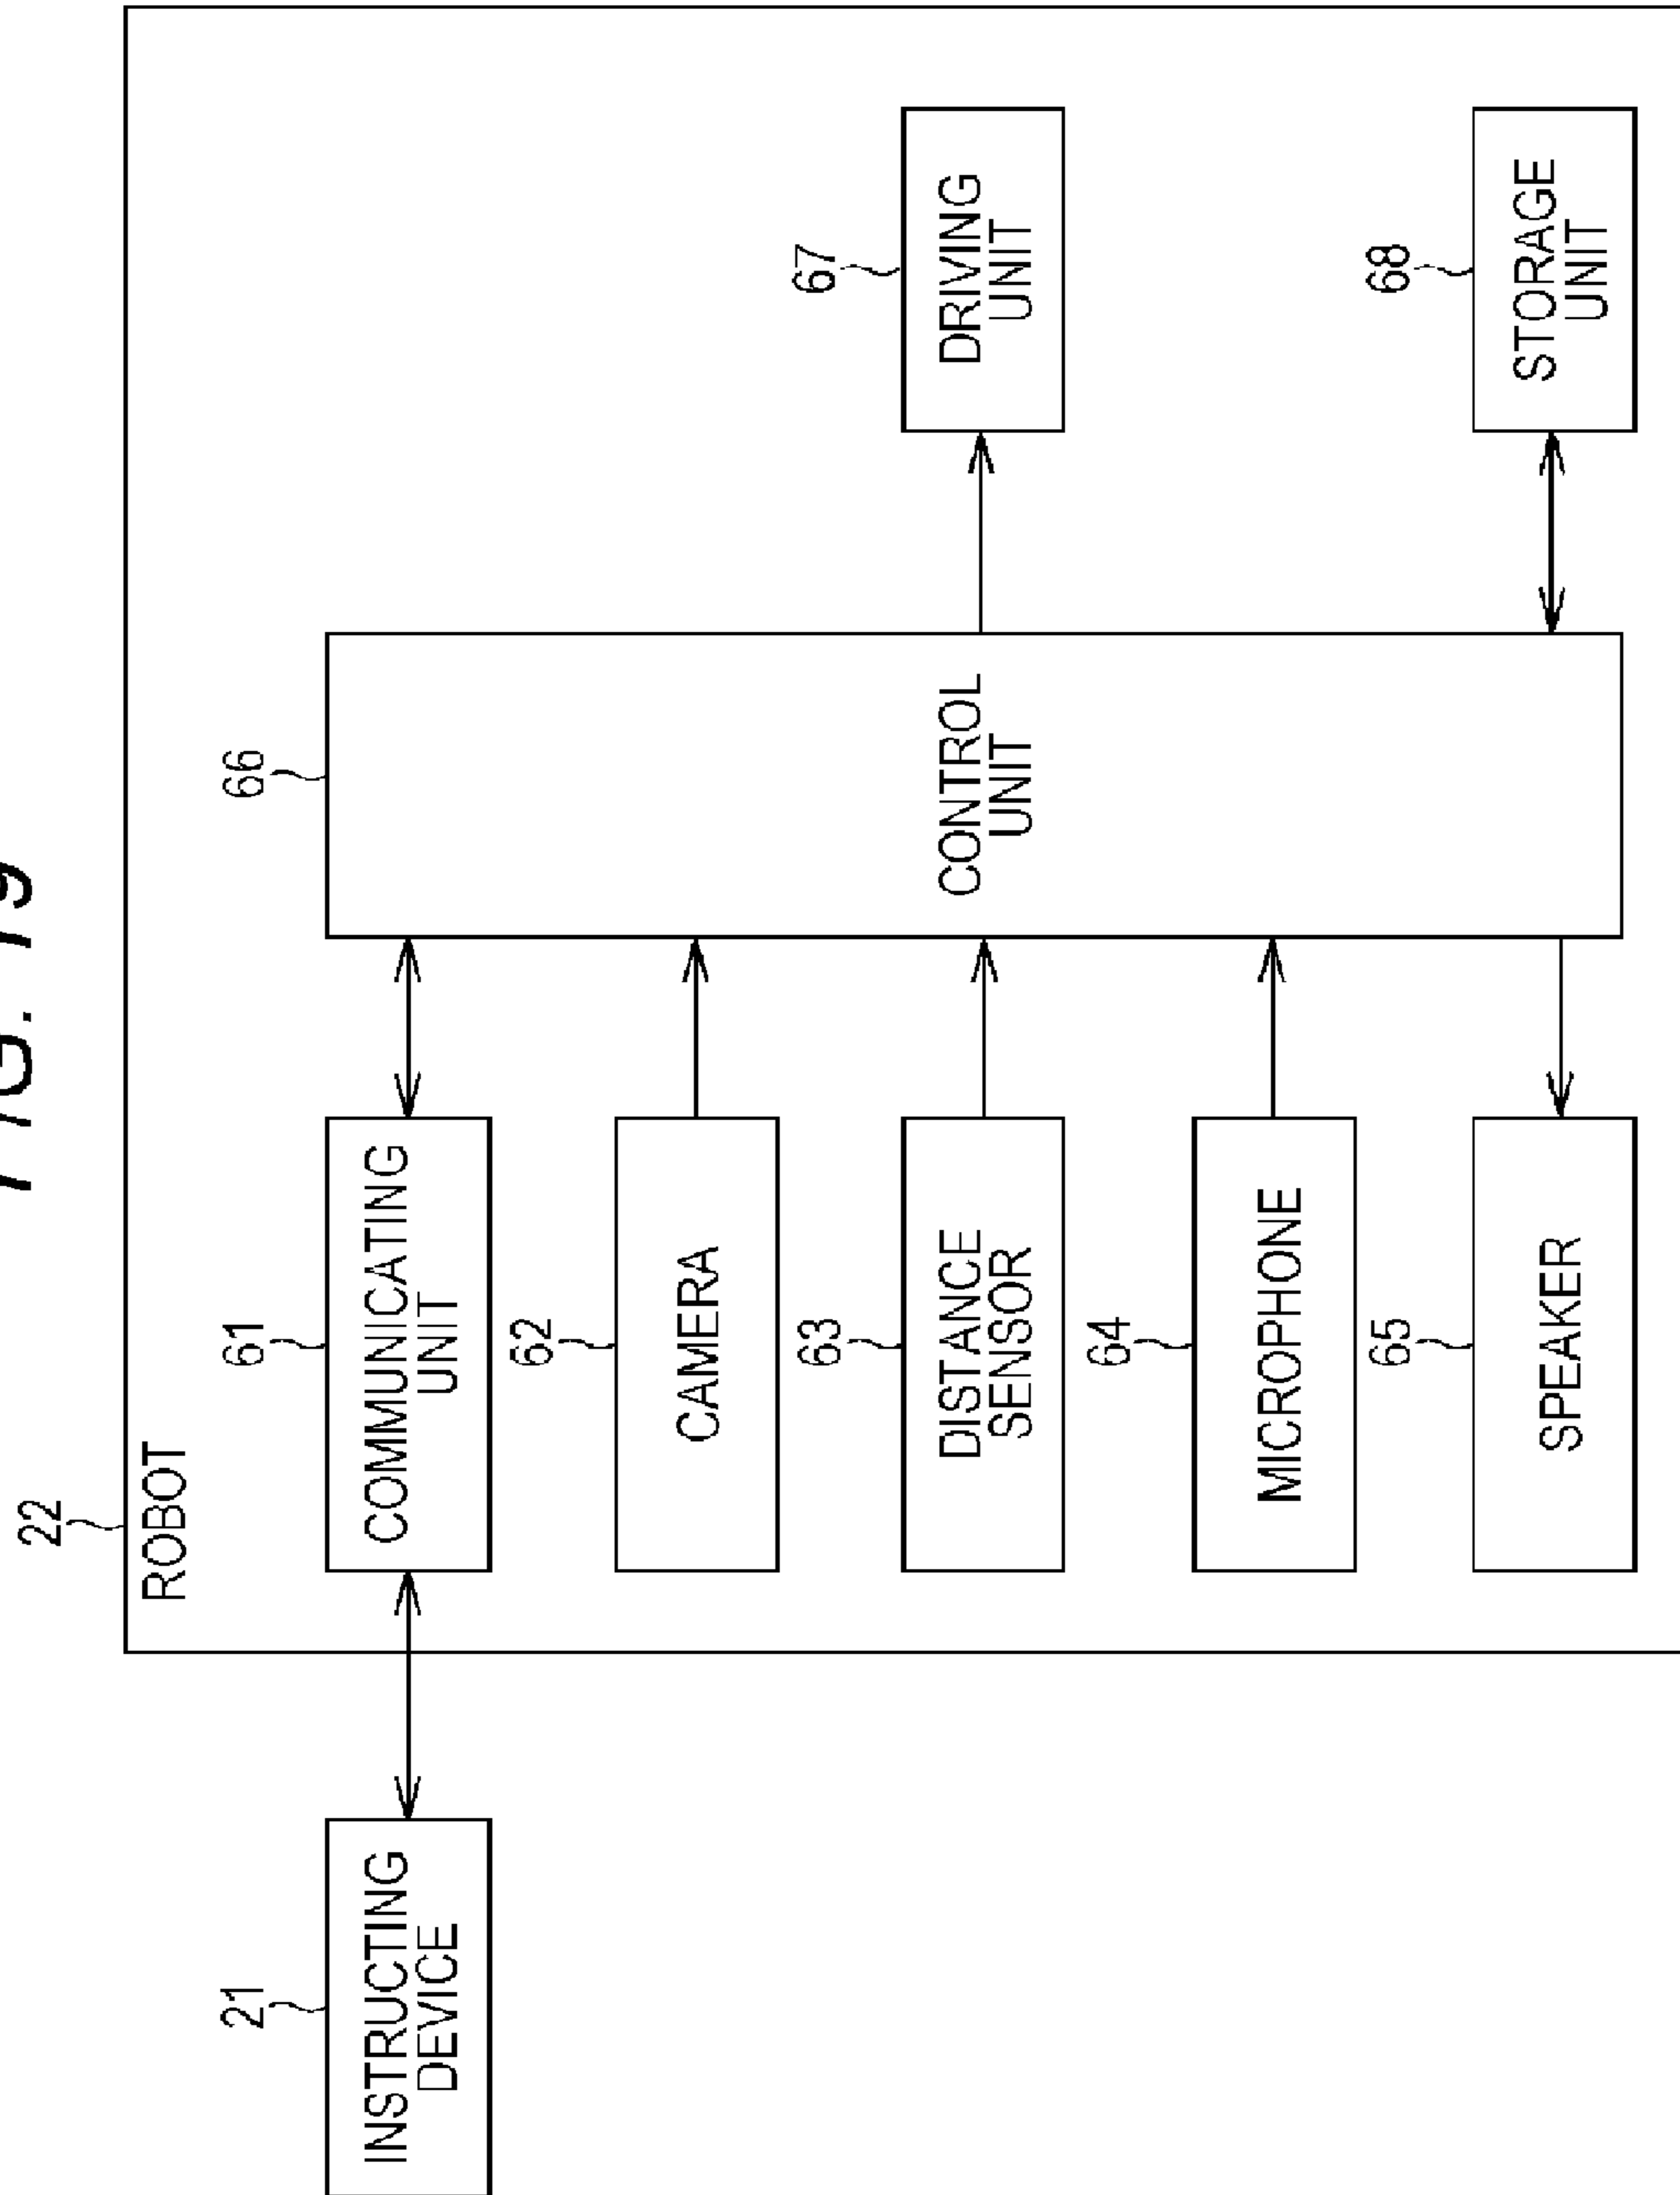 FIG. 19
22
ROBOT
21
INSTRUCTING
DEVICE
61
COMMUNICATING
UNIT
62
CAMERA
63
DISTANCE
SENSOR
64
MICROPHONE
65
SPEAKER
66
CONTROL
UNIT
67
DRIVING
UNIT
68
STORAGE
UNIT